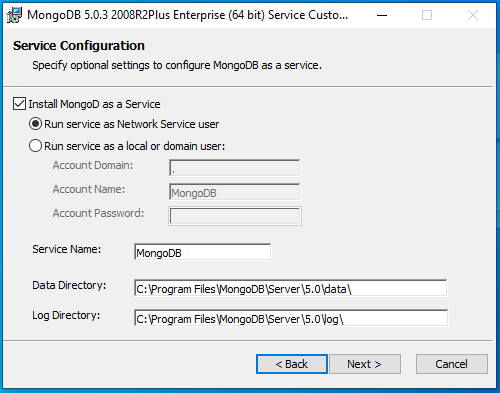 MongoDB 5.0.3 2008R2Plus Enterprise (64 bit) Service Custo...
Service Configuration
Specify optional settings to configure MongoDB as a service.
Install MongoD as a Service
Run service as Network Service user
Run service as a local or domain user:
Account Domain: .
Account Name: MongoDB
Account Password:
Service Name: MongoDB
Data Directory: C:\Program Files\MongoDB\Server\5.0\data\
Log Directory: C:\Program Files\MongoDB\Server\5.0\log\
< Back Next > Cancel